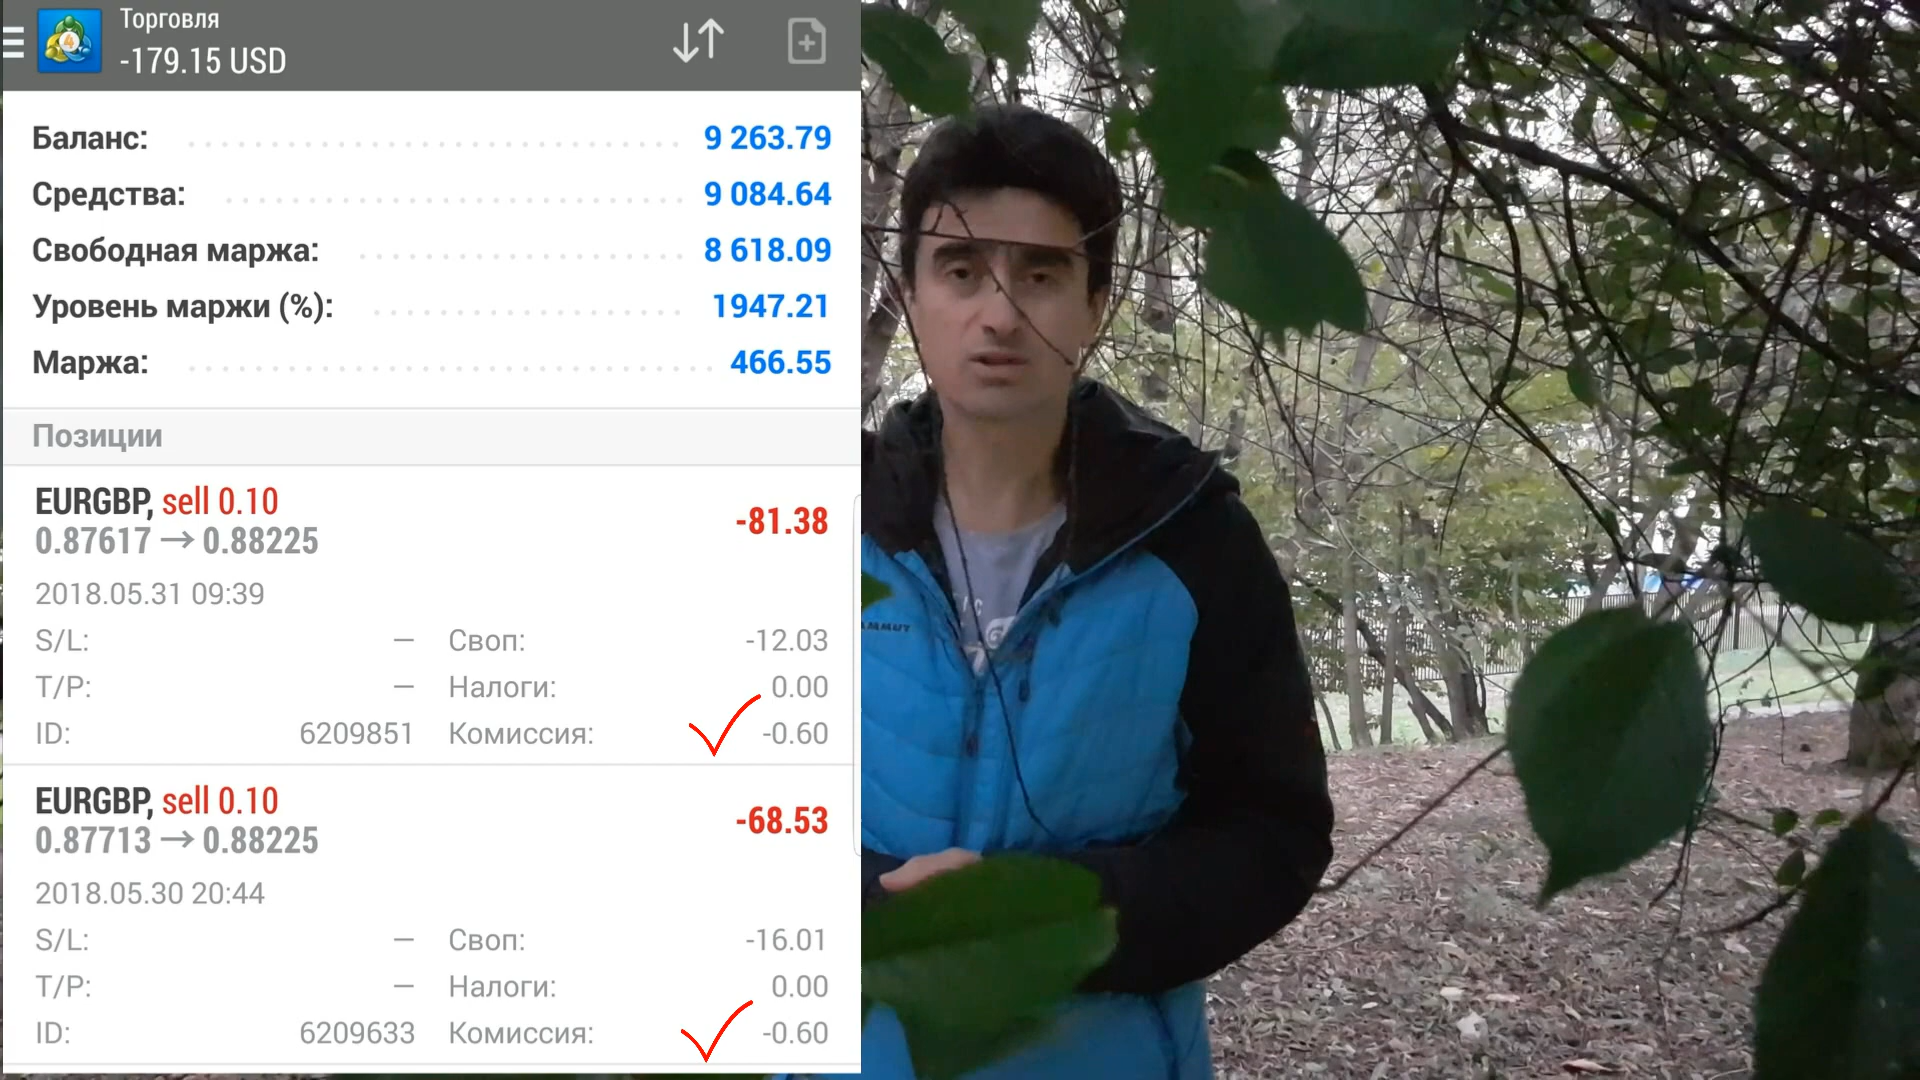 Торговля
-179.15 USD
Баланс: 9 263.79
Средства: 9 084.64
Свободная маржа: 8 618.09
Уровень маржи (%): 1947.21
Маржа: 466.55
Позиции
EURGBP, sell 0.10 -81.38
0.87617 → 0.88225
2018.05.31 09:39
S/L: — Своп: -12.03
T/P: — Налоги: 0.00
ID: 6209851 Комиссия: -0.60
EURGBP, sell 0.10 -68.53
0.87713 → 0.88225
2018.05.30 20:44
S/L: — Своп: -16.01
T/P: — Налоги: 0.00
ID: 6209633 Комиссия: -0.60